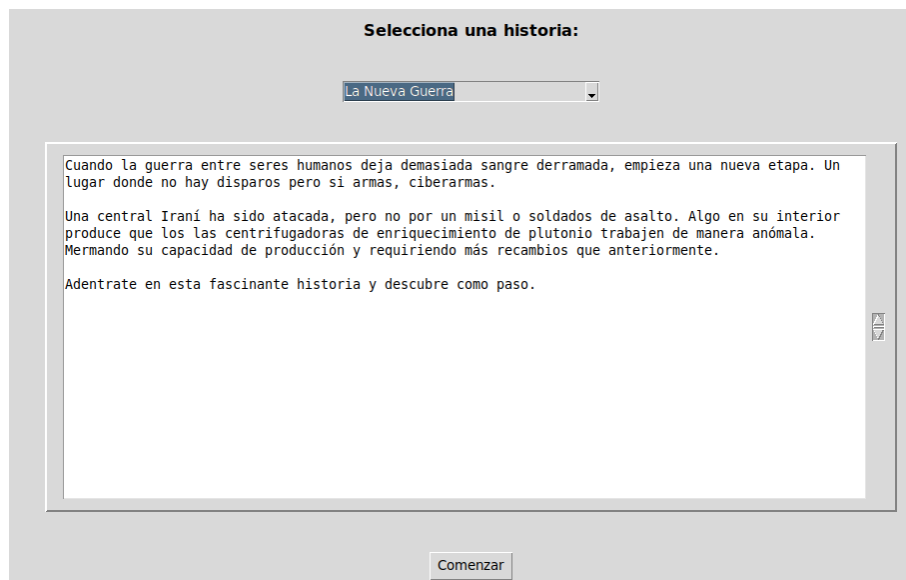 Selecciona una historia:
La Nueva Guerra
Cuando la guerra entre seres humanos deja demasiada sangre derramada, empieza una nueva etapa. Un
lugar donde no hay disparos pero si armas, ciberarmas.
Una central Iraní ha sido atacada, pero no por un misil o soldados de asalto. Algo en su interior
produce que los las centrifugadoras de enriquecimiento de plutonio trabajen de manera anómala.
Mermando su capacidad de producción y requiriendo más recambios que anteriormente.
Adentrate en esta fascinante historia y descubre como paso.
Comenzar